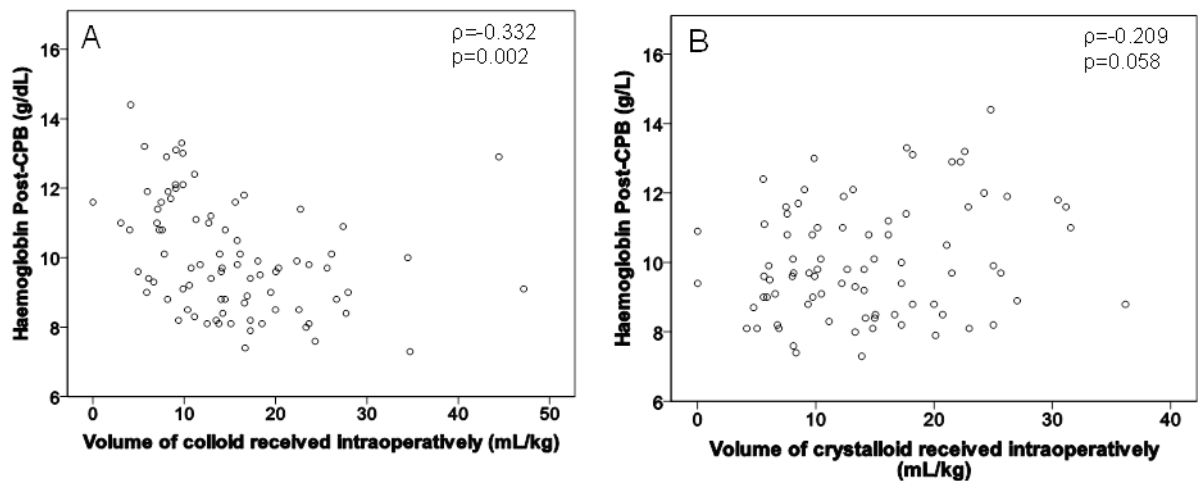 A
ρ=-0.332
p=0.002
Haemoglobin Post-CPB (g/dL)
16
14
12
10
8
6
0 10 20 30 40 50
Volume of colloid received intraoperatively (mL/kg)
B
ρ=-0.209
p=0.058
Haemoglobin Post-CPB (g/L)
16
14
12
10
8
6
0 10 20 30 40
Volume of crystalloid received intraoperatively
(mL/kg)